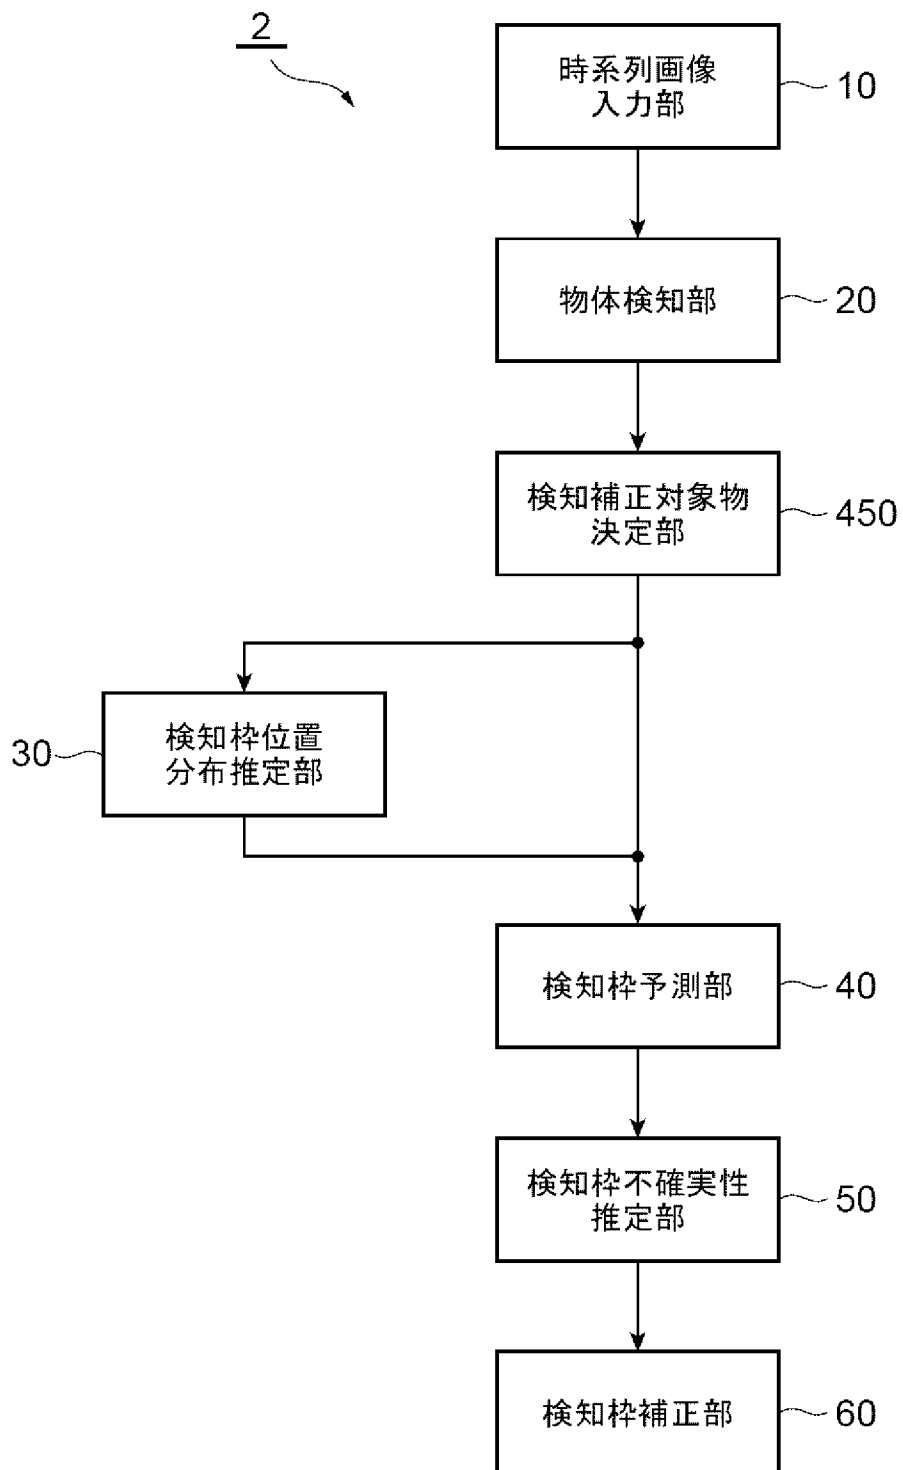 2
時系列画像
入力部
10
物体検知部
20
検知補正対象物
決定部
450
検知枠位置
分布推定部
30
検知枠予測部
40
検知枠不確実性
推定部
50
検知枠補正部
60